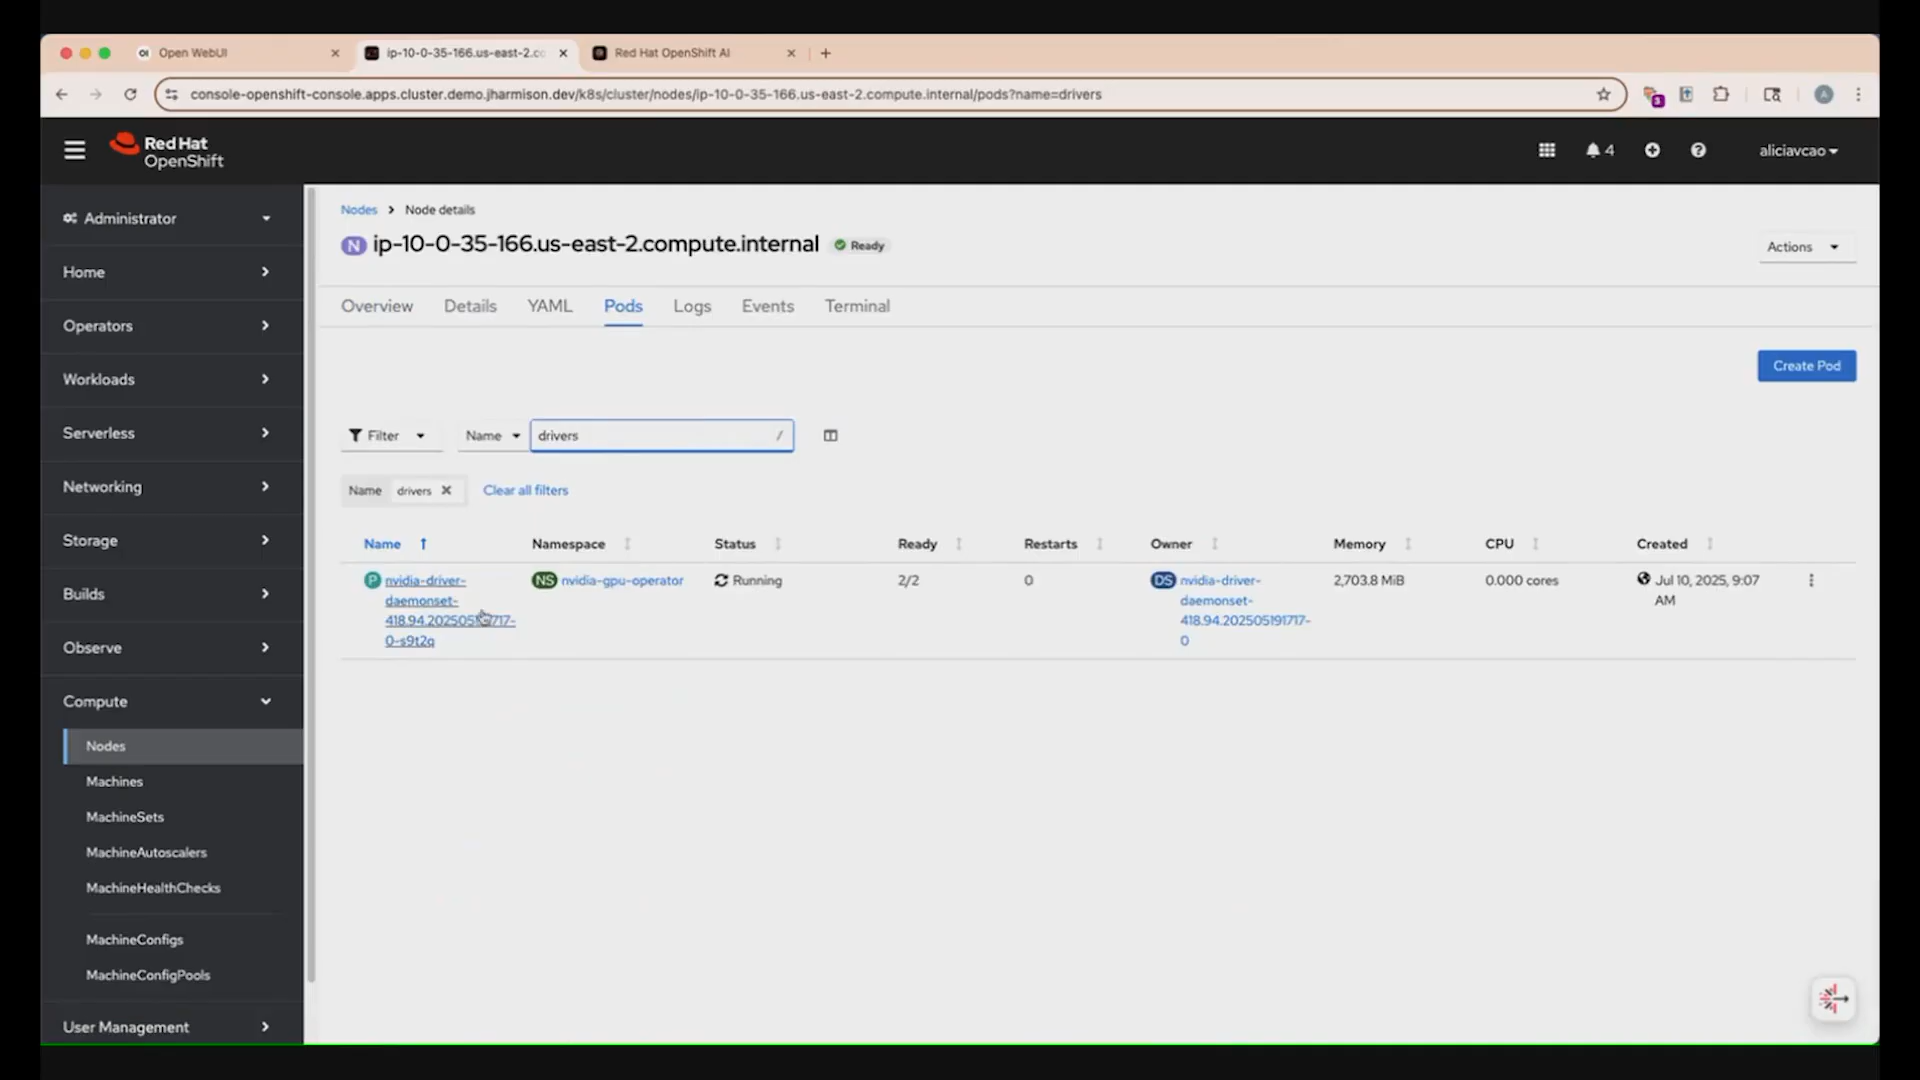 Open WebUI
ip-10-0-35-166.us-east-2.co
Red Hat OpenShift AI
console-openshift-console.apps.cluster.demo.jharmison.dev/k8s/cluster/nodes/ip-10-0-35-166.us-east-2.compute.internal/pods?name=drivers
Red Hat
OpenShift
4
aliciavcao
Administrator
Home
Operators
Workloads
Serverless
Networking
Storage
Builds
Observe
Compute
Nodes
Machines
MachineSets
MachineAutoscalers
MachineHealthChecks
MachineConfigs
MachineConfigPools
User Management
Nodes > Node details
N ip-10-0-35-166.us-east-2.compute.internal Ready
Actions
Overview Details YAML Pods Logs Events Terminal
Create Pod
Filter Name drivers /
Name drivers Clear all filters
Name Namespace Status Ready Restarts Owner Memory CPU Created
P nvidia-driver-
daemonset-
418.94.202505191717-
0-s9t2q
NS nvidia-gpu-operator
Running
2/2
0
DS nvidia-driver-
daemonset-
418.94.202505191717-
0
2,703.8 MiB
0.000 cores
Jul 10, 2025, 9:07
AM